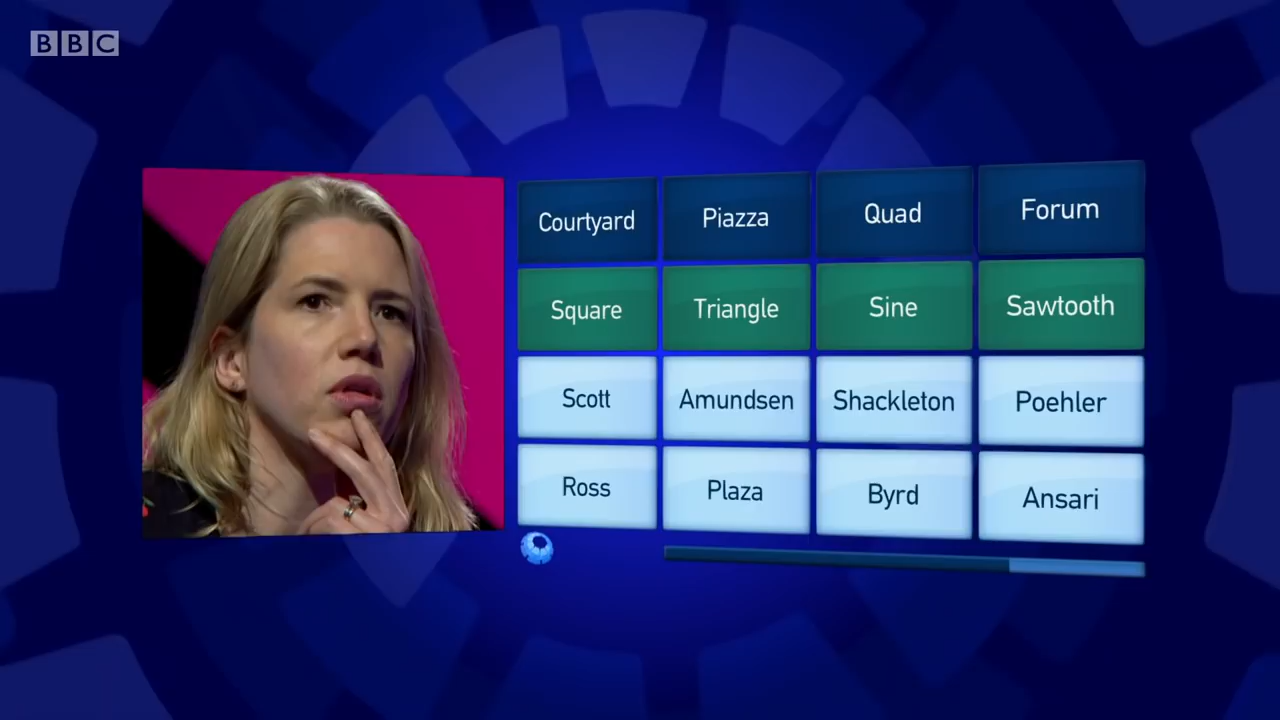 BBC
Courtyard Piazza Quad Forum
Square Triangle Sine Sawtooth
Scott Amundsen Shackleton Poehler
Ross Plaza Byrd Ansari